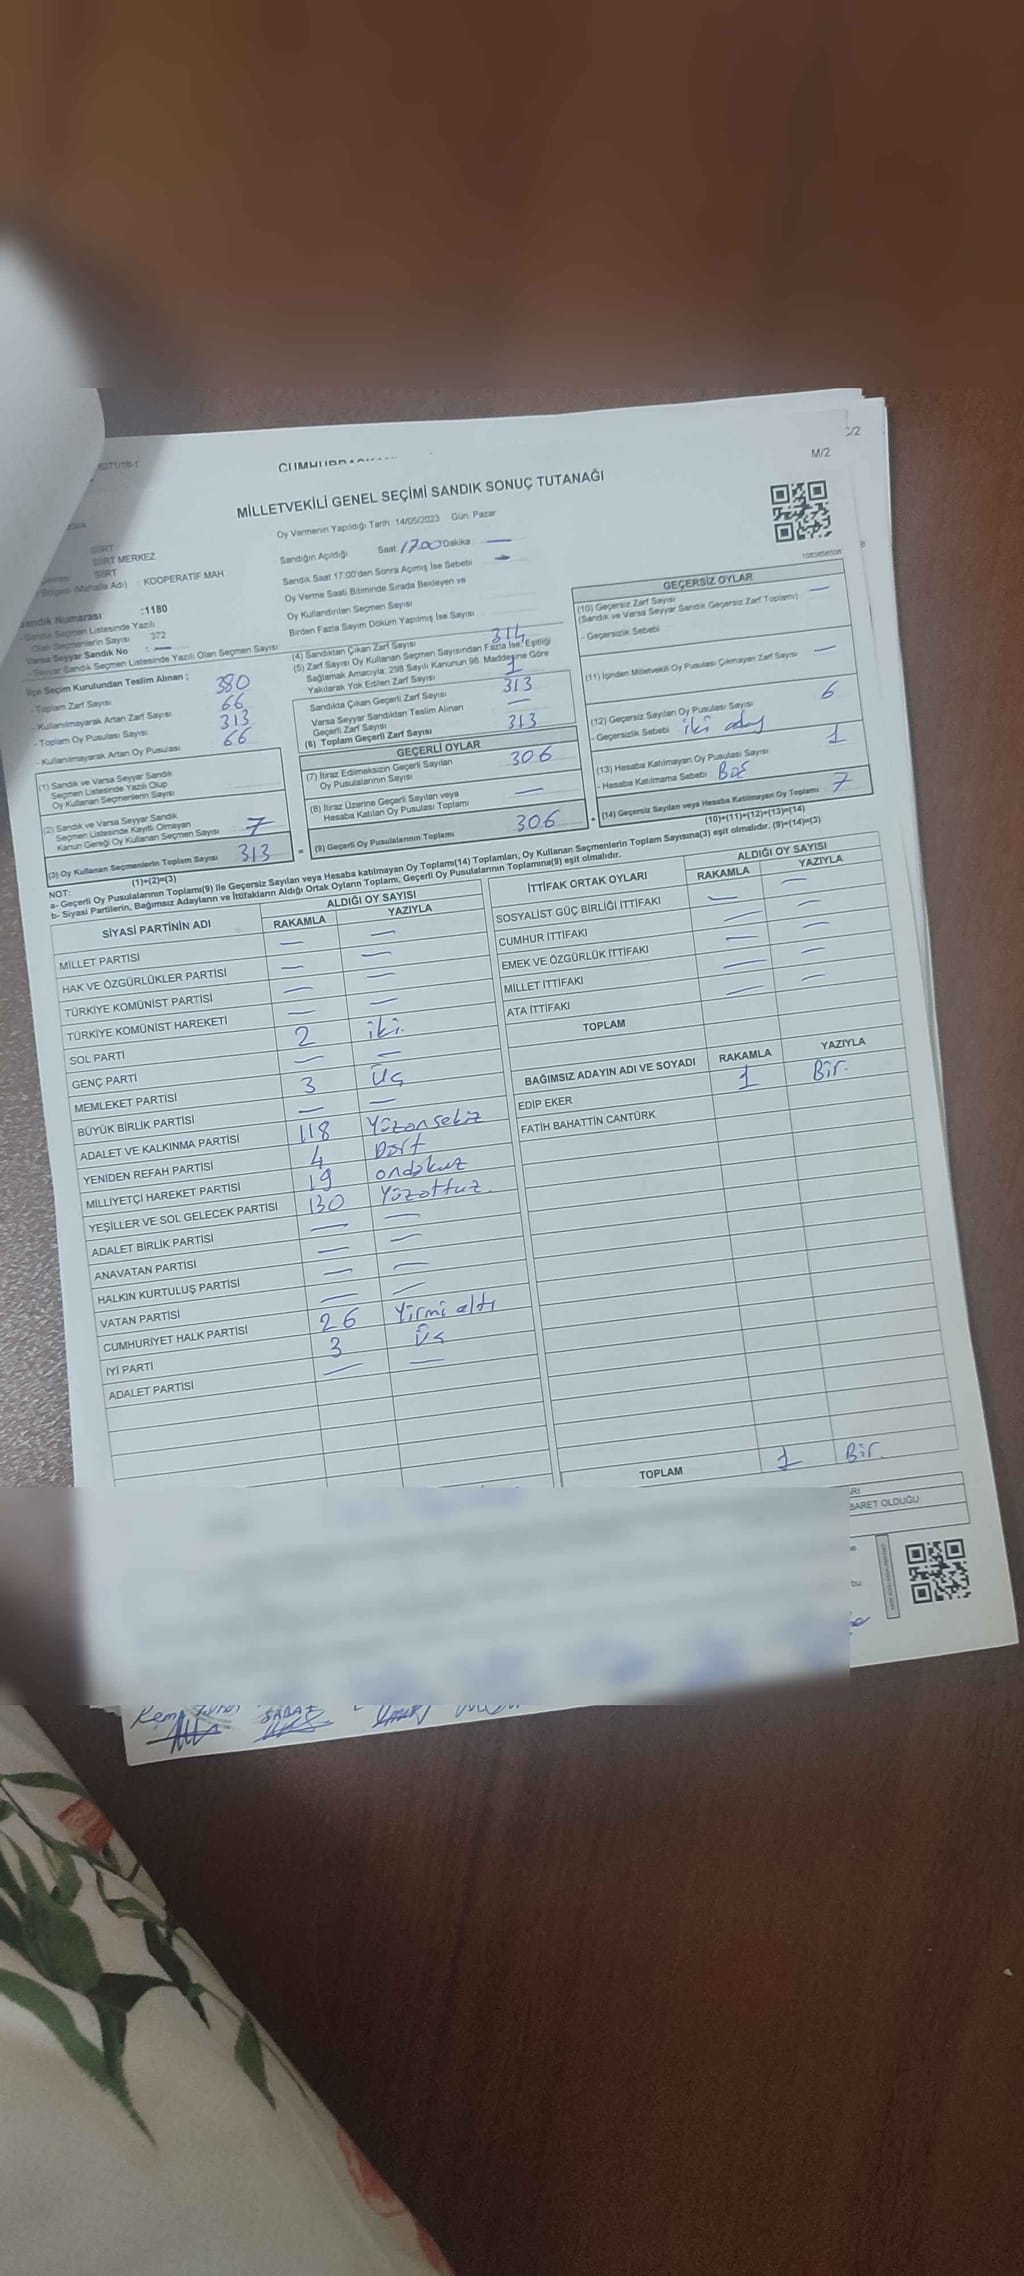 M/2
MİLLETVEKİLİ GENEL SEÇİMİ SANDIK SONUÇ TUTANAĞI
Oy Vermenin Yapıldığı Tarih 14/05/2023 Gün: Pazar
SİİRT
SİİRT MERKEZ
SİİRT
(Mahalle Adı) KOOPERATİF MAH
Sandık Numarası :1180
- Sandık Seçmen Listesinde Yazılı Olan Seçmenlerin Sayısı 372
Varsa Seyyar Sandık No : —
- Seyyar Sandık Seçmen Listesinde Yazılı Olan Seçmen Sayısı
Sandığın Açıldığı Saat 17.00 Dakika —
Sandık Saat 17:00'den Sonra Açılmış İse Sebebi —
Oy Verme Saati Bitiminde Sırada Bekleyen ve
Oy Kullandırılan Seçmen Sayısı
Birden Fazla Sayım Döküm Yapılmış İse Sayısı
İlçe Seçim Kurulundan Teslim Alınan ;
- Toplam Zarf Sayısı 380
- Kullanılmayarak Artan Zarf Sayısı 66
- Toplam Oy Pusulası Sayısı 313
- Kullanılmayarak Artan Oy Pusulası 66
(1) Sandık ve Varsa Seyyar Sandık
Seçmen Listesinde Yazılı Olup
Oy Kullanan Seçmenlerin Sayısı
(2) Sandık ve Varsa Seyyar Sandık
Seçmen Listesinde Kayıtlı Olmayan
Kanun Gereği Oy Kullanan Seçmen Sayısı 7
(3) Oy Kullanan Seçmenlerin Toplam Sayısı 313
(1)+(2)=(3)
(4) Sandıktan Çıkan Zarf Sayısı 314
(5) Zarf Sayısı Oy Kullanan Seçmen Sayısından Fazla İse, Eşitliği
Sağlamak Amacıyla; 298 Sayılı Kanunun 98. Maddesine Göre
Yakılarak Yok Edilen Zarf Sayısı 1
Sandıkta Çıkan Geçerli Zarf Sayısı 313
Varsa Seyyar Sandıktan Teslim Alınan
Geçerli Zarf Sayısı —
(6) Toplam Geçerli Zarf Sayısı 313
GEÇERLİ OYLAR
(7) İtiraz Edilmeksizin Geçerli Sayılan
Oy Pusulalarının Sayısı 306
(8) İtiraz Üzerine Geçerli Sayılan veya
Hesaba Katılan Oy Pusulası Toplamı —
= (9) Geçerli Oy Pusulalarının Toplamı 306
GEÇERSİZ OYLAR
(10) Geçersiz Zarf Sayısı —
(Sandık ve Varsa Seyyar Sandık Geçersiz Zarf Toplamı)
- Geçersizlik Sebebi
(11) İçinden Milletvekili Oy Pusulası Çıkmayan Zarf Sayısı —
(12) Geçersiz Sayılan Oy Pusulası Sayısı 6
- Geçersizlik Sebebi iki aday
(13) Hesaba Katılmayan Oy Pusulası Sayısı 1
- Hesaba Katılmama Sebebi Boş
+ (14) Geçersiz Sayılan veya Hesaba Katılmayan Oy Toplamı 7
(10)+(11)+(12)+(13)=(14)
NOT:
a- Geçerli Oy Pusulalarının Toplamı(9) ile Geçersiz Sayılan veya Hesaba katılmayan Oy Toplamı(14) Toplamları, Oy Kullanan Seçmenlerin Toplam Sayısına(3) eşit olmalıdır. (9)+(14)=(3)
b- Siyasi Partilerin, Bağımsız Adayların ve İttifakların Aldığı Ortak Oyların Toplamı, Geçerli Oy Pusulalarının Toplamına(9) eşit olmalıdır.
SİYASİ PARTİNİN ADI ALDIĞI OY SAYISI
RAKAMLA YAZIYLA
MİLLET PARTİSİ — —
HAK VE ÖZGÜRLÜKLER PARTİSİ — —
TÜRKİYE KOMÜNİST PARTİSİ — —
TÜRKİYE KOMÜNİST HAREKETİ — —
SOL PARTİ 2 iki.
GENÇ PARTİ — —
MEMLEKET PARTİSİ 3 Üç
BÜYÜK BİRLİK PARTİSİ — —
ADALET VE KALKINMA PARTİSİ 118 Yüzonsekiz
YENİDEN REFAH PARTİSİ 4 Dört
MİLLİYETÇİ HAREKET PARTİSİ 19 ondokuz
YEŞİLLER VE SOL GELECEK PARTİSİ 130 Yüzottuz.
ADALET BİRLİK PARTİSİ — —
ANAVATAN PARTİSİ — —
HALKIN KURTULUŞ PARTİSİ — —
VATAN PARTİSİ — —
CUMHURİYET HALK PARTİSİ 26 Yirmi altı
İYİ PARTİ 3 Üç
ADALET PARTİSİ — —
İTTİFAK ORTAK OYLARI ALDIĞI OY SAYISI
RAKAMLA YAZIYLA
SOSYALİST GÜÇ BİRLİĞİ İTTİFAKI — —
CUMHUR İTTİFAKI — —
EMEK VE ÖZGÜRLÜK İTTİFAKI — —
MİLLET İTTİFAKI — —
ATA İTTİFAKI — —
TOPLAM
BAĞIMSIZ ADAYIN ADI VE SOYADI RAKAMLA YAZIYLA
EDİP EKER 1 Bir.
FATİH BAHATTİN CANTÜRK
TOPLAM 1 Bir.
BARET OLDUĞU
bu